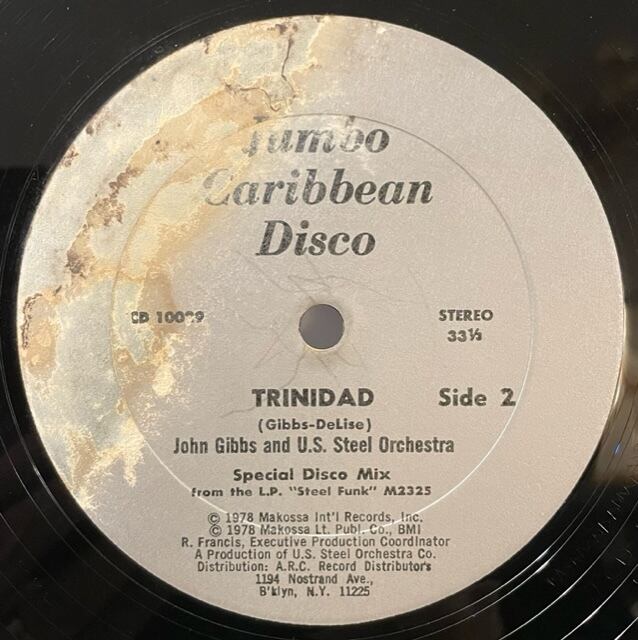 Jumbo
Caribbean
Disco
STEREO
33⅓
TRINIDAD
Side 2
(Gibbs-DeLise)
John Gibbs and U.S. Steel Orchestra
Special Disco Mix
from the L.P. "Steel Funk" M2325
© 1978 Makossa Int'l Records, Inc.
© 1978 Makossa Lt. Publ. Co., BMI
R. Francis, Executive Production Coordinator
A Production of U.S. Steel Orchestra Co.
Distribution: A.R.C. Record Distributor's
1194 Nostrand Ave.,
B'klyn, N.Y. 11225